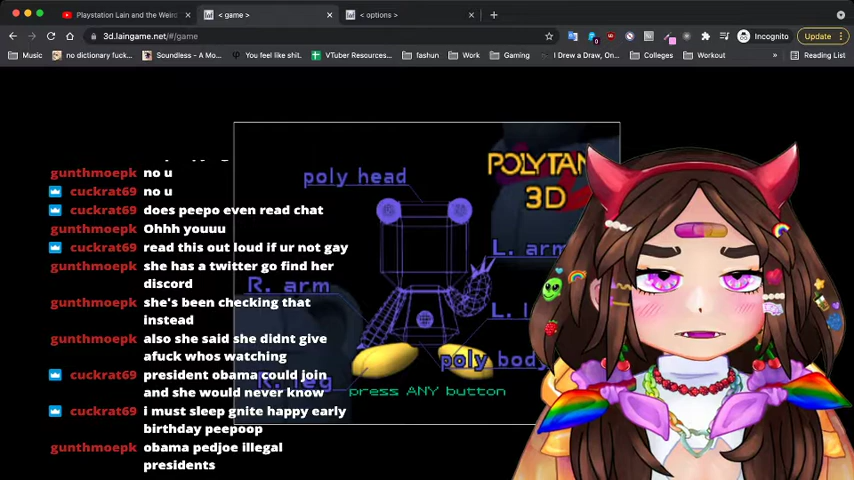 Playstation Lain and the Weird
< game >
< options >
3d.laingame.net/#/game
Incognito
Update
Music
no dictionary fuck...
Soundless - A Mo...
You feel like shit.
VTuber Resources...
fashun
Work
Gaming
I Drew a Draw, On...
Colleges
Workout
»
Reading List
gunthmoepk no u
cuckrat69 no u
cuckrat69 does peepo even read chat
gunthmoepk Ohhh youuu
cuckrat69 read this out loud if ur not gay
gunthmoepk she has a twitter go find her
discord
gunthmoepk she's been checking that
instead
gunthmoepk also she said she didnt give
afuck whos watching
cuckrat69 president obama could join
and she would never know
cuckrat69 i must sleep gnite happy early
birthday peepoop
gunthmoepk obama pedjoe illegal
presidents
poly head
POLYTAN
3D
L. arm
R. arm
L. l
poly body
R. leg
press ANY button